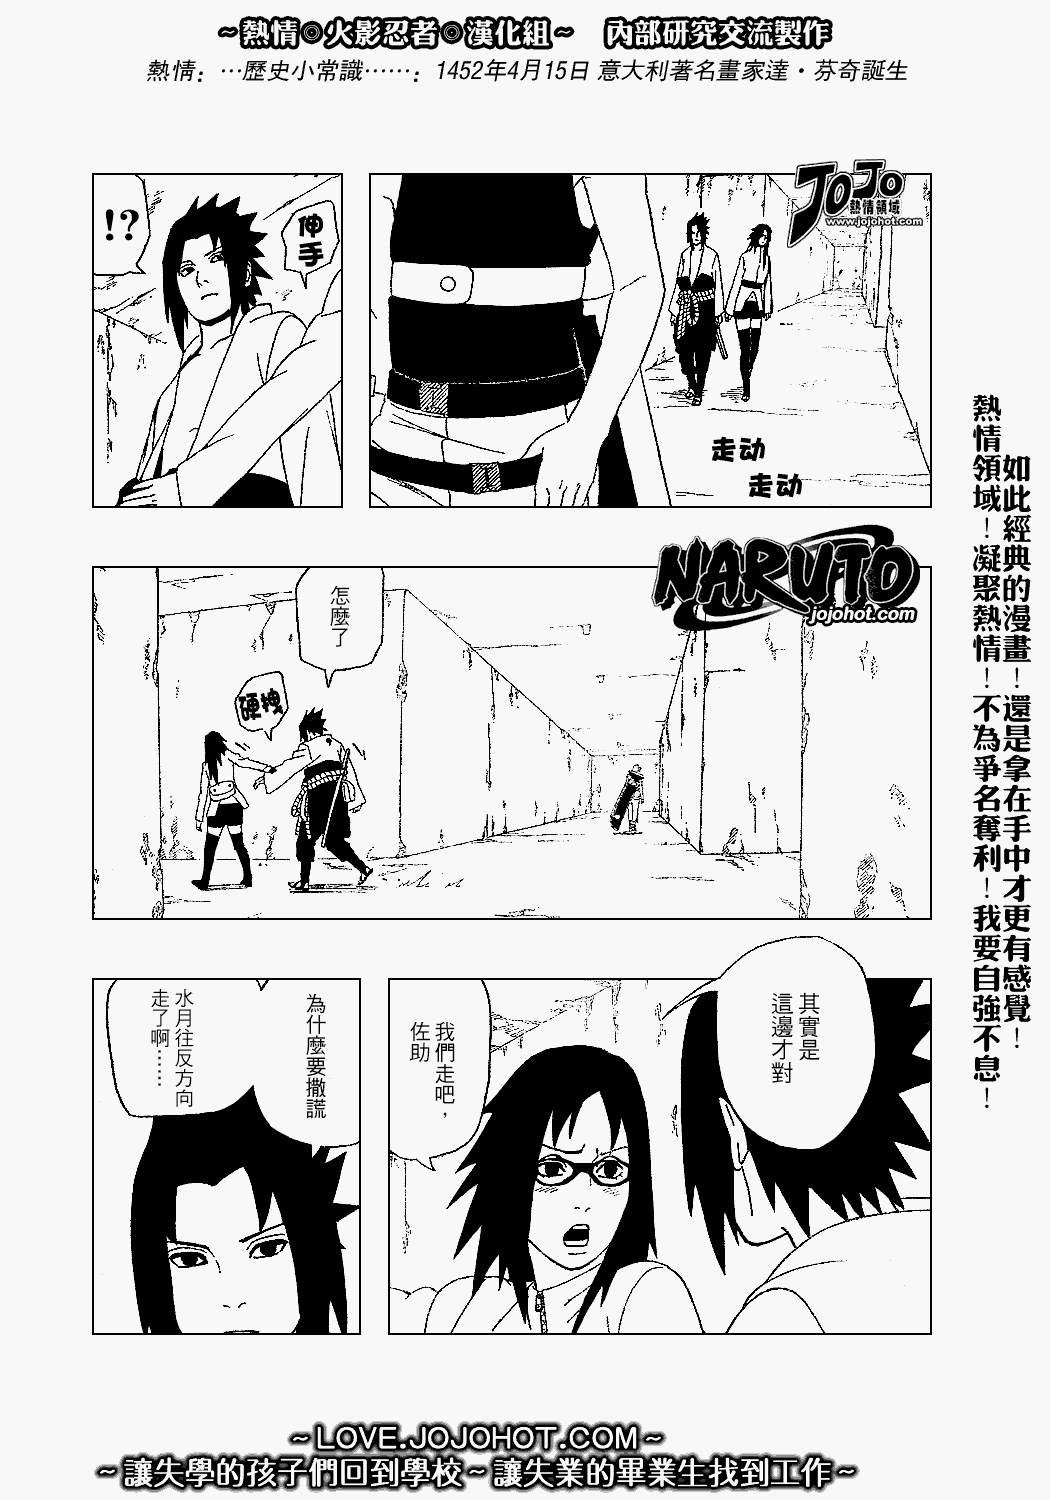 ～熱情◎火影忍者◎漢化組～　內部研究交流製作
熱情：…歷史小常識……：1452年4月15日 意大利著名畫家達・芬奇誕生
JOJO
熱情領域
www.jojohot.com
走动
走动
伸手
!?
NARUTO
jojohot.com
怎麼了
硬拽
其實是
這邊才對
我們走吧，
佐助
為什麼要撒謊
水月往反方向
走了啊……
如此經典的漫畫！還是拿在手中才更有感覺！
熱情領域！凝聚熱情！不為爭名奪利！我要自強不息！
～LOVE.JOJOHOT.COM～
～讓失學的孩子們回到學校～讓失業的畢業生找到工作～